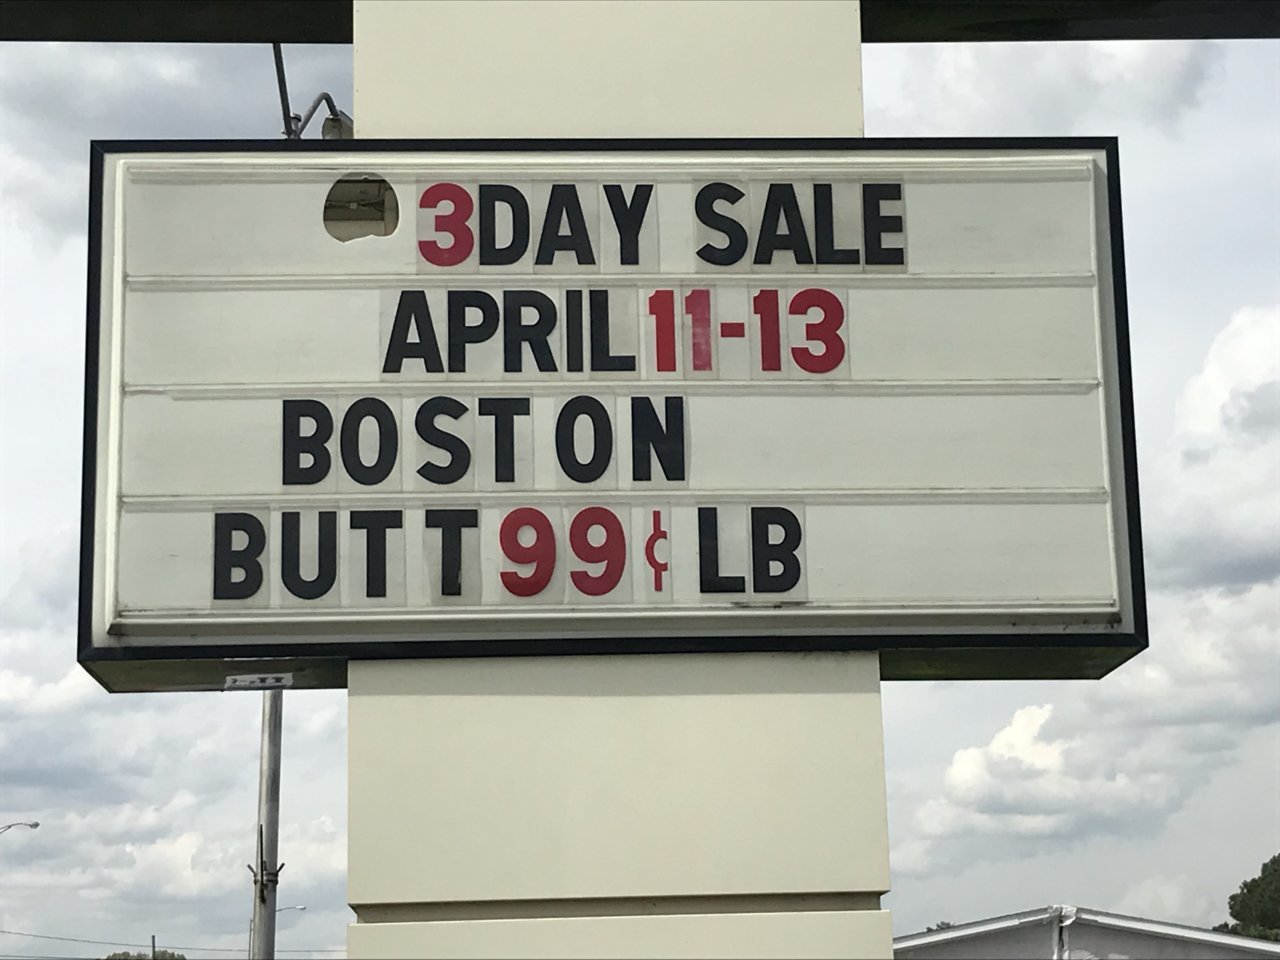 3DAY SALE
APRIL 11-13
BOSTON
BUTT 99¢ LB